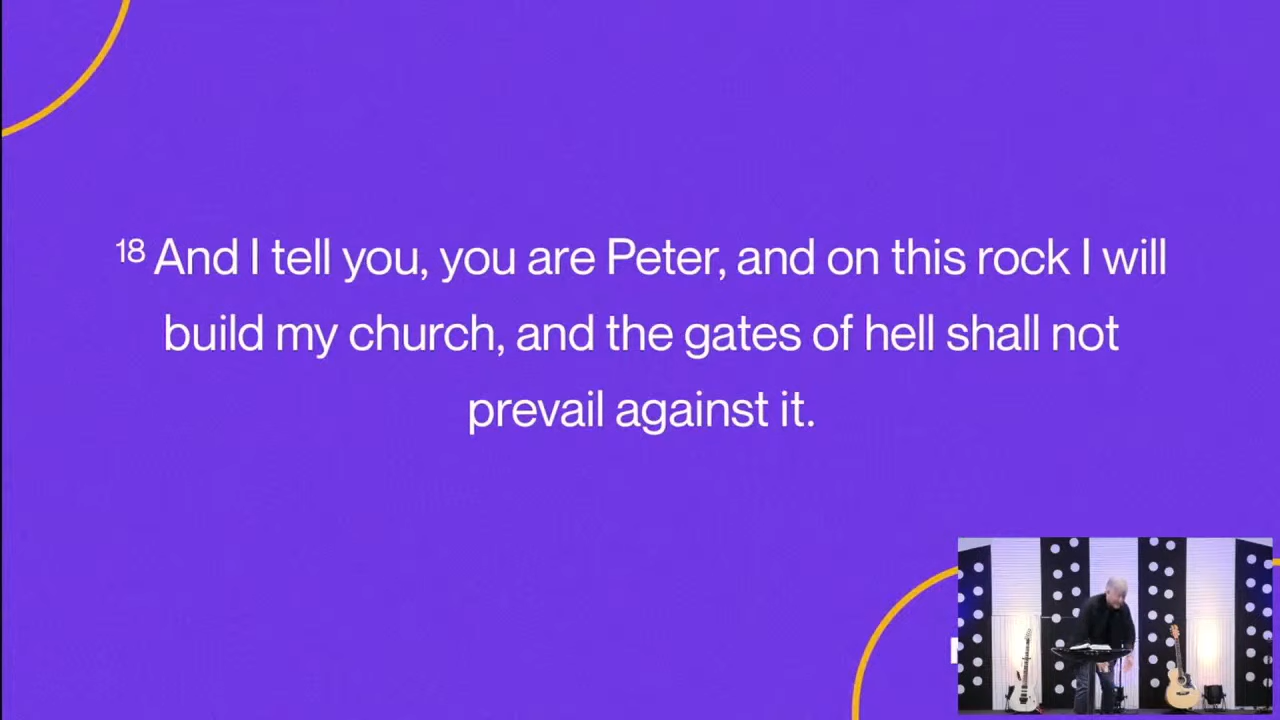 18 And I tell you, you are Peter, and on this rock I will
build my church, and the gates of hell shall not
prevail against it.